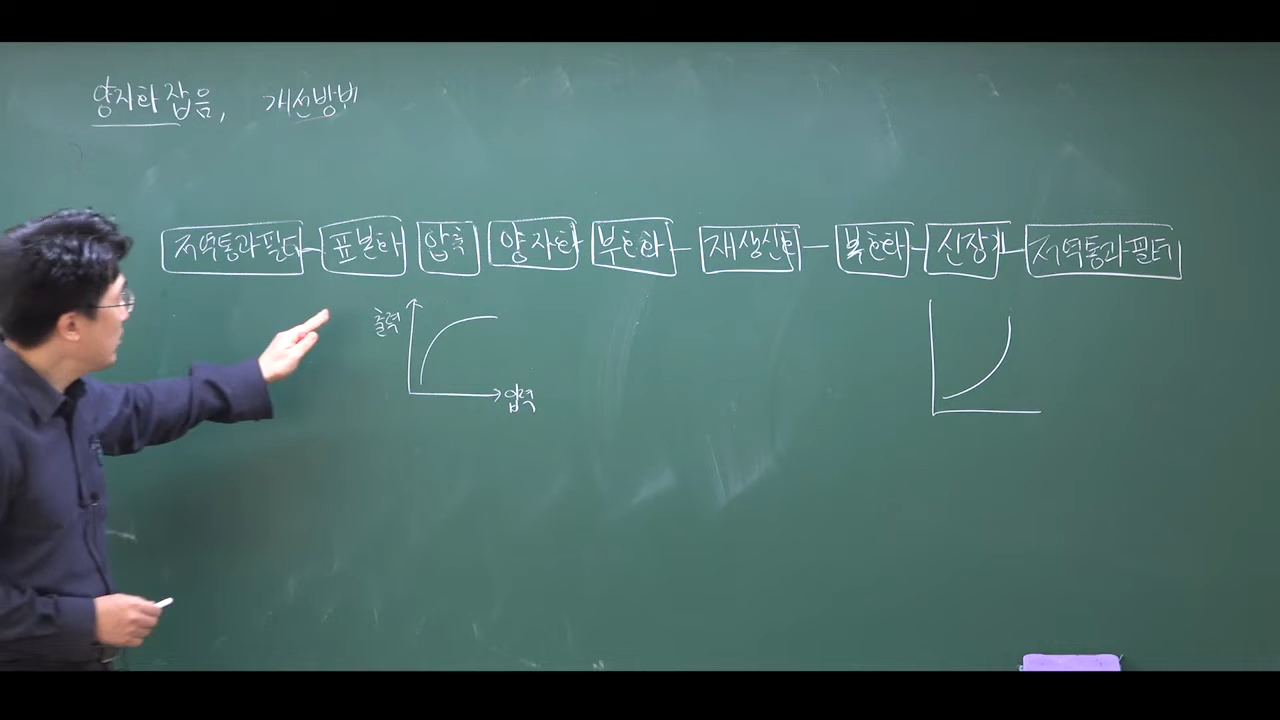 양자화 잡음, 개선방법
저역통과필터 표본화 압축 양자화 부호화 재생신호 복호화 신장기 저역통과필터
출력
입력